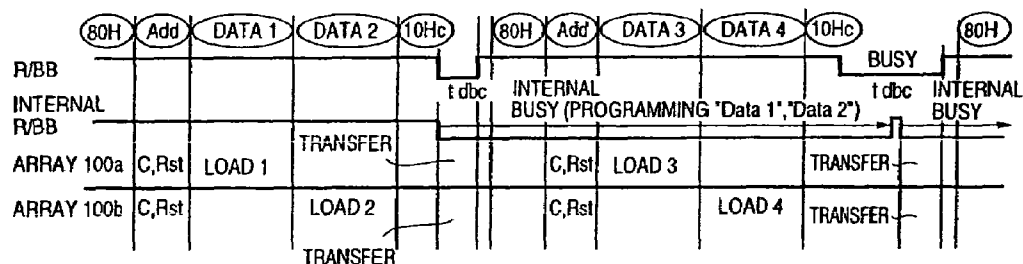 80H Add DATA 1 DATA 2 10Hc 80H Add DATA 3 DATA 4 10Hc 80H
R/BB BUSY
t dbc INTERNAL t dbc INTERNAL
INTERNAL BUSY (PROGRAMMING "Data 1","Data 2") BUSY
R/BB
TRANSFER
ARRAY 100a C,Rst LOAD 1 C,Rst LOAD 3 TRANSFER
ARRAY 100b C,Rst LOAD 2 C,Rst LOAD 4 TRANSFER
TRANSFER